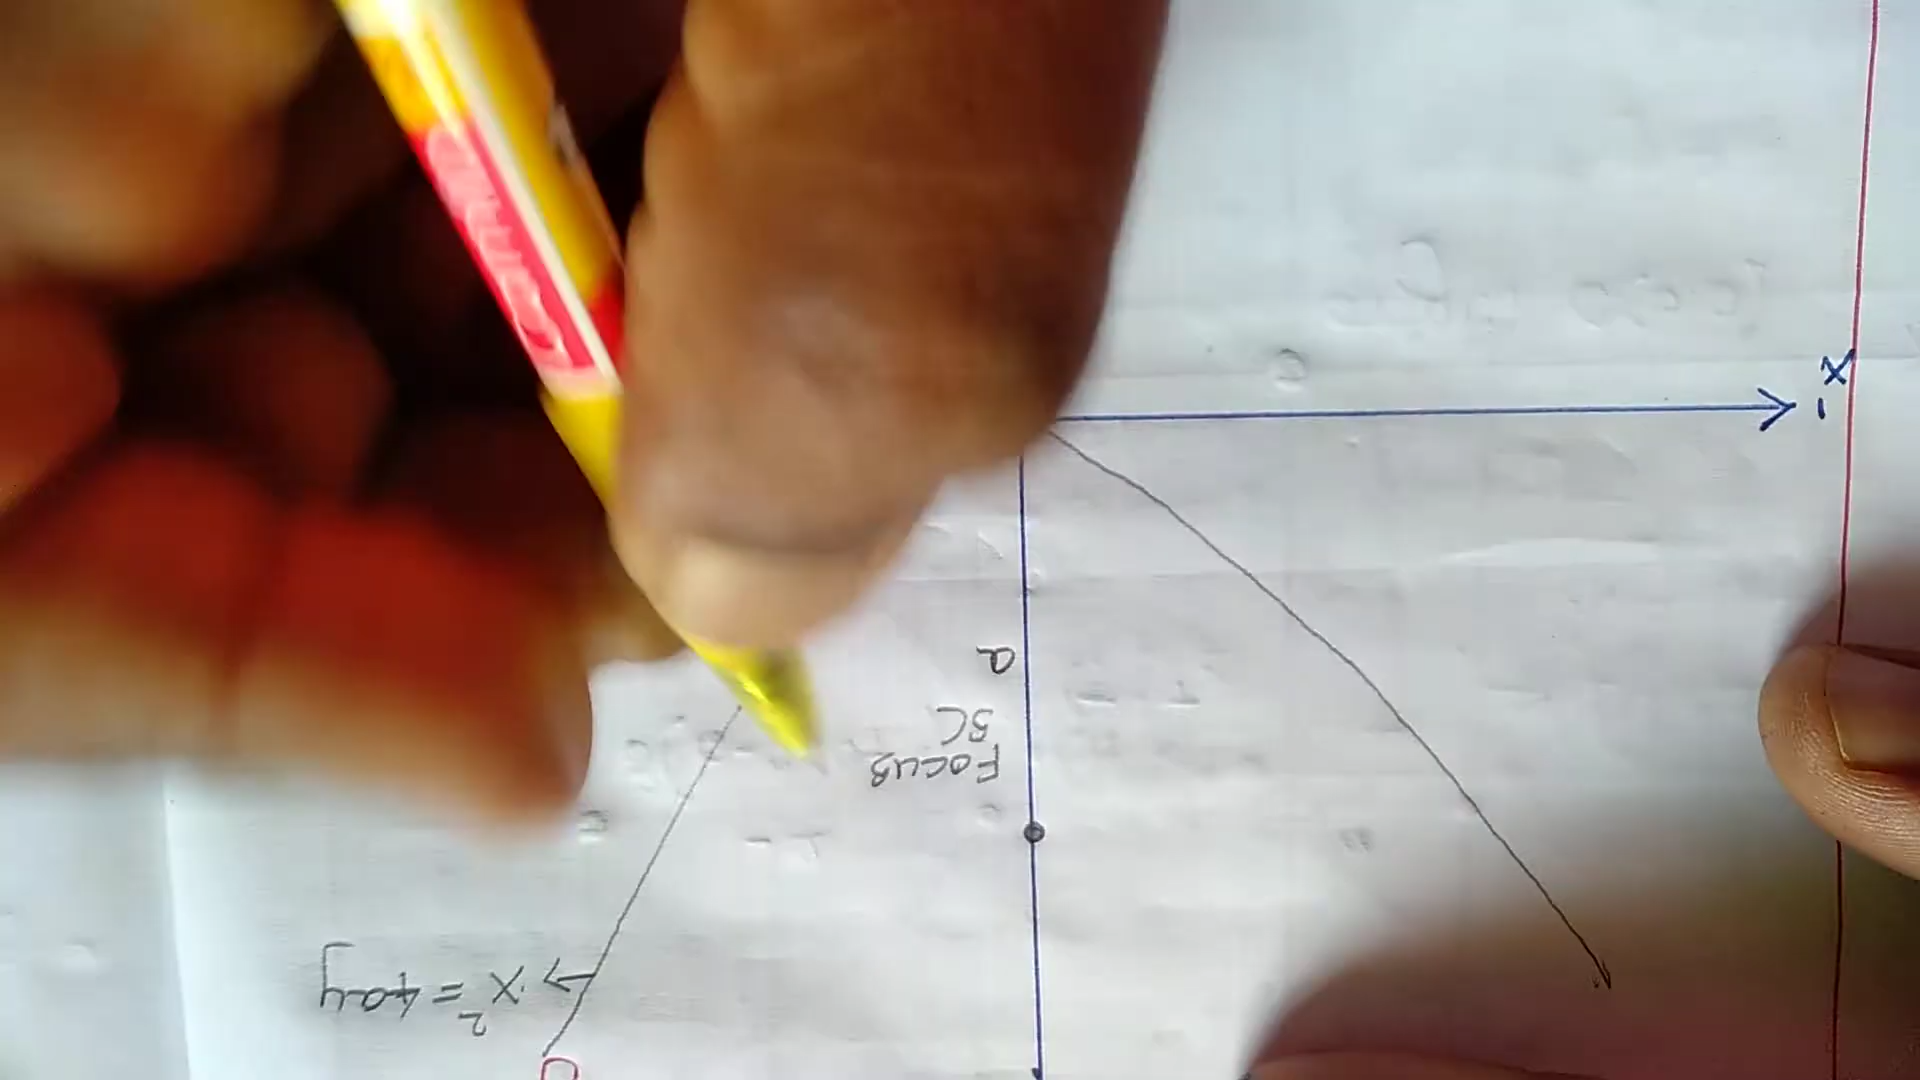 → x² = 4ay
Focus
SC
a
X'